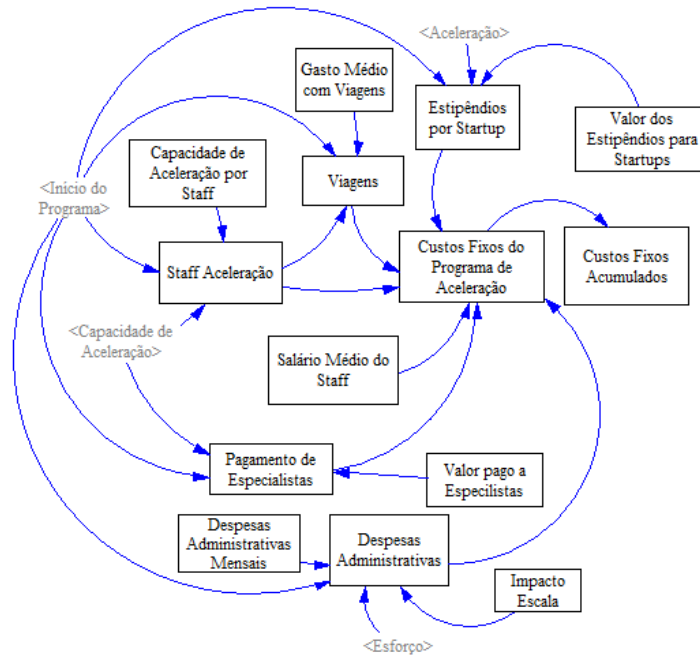 <Aceleração>
Gasto Médio
com Viagens
Estipêndios
por Startup
Valor dos
Estipêndios para
Startups
Capacidade de
Aceleração por
Staff
Viagens
<Inicio do
Programa>
Staff Aceleração
Custos Fixos do
Programa de
Aceleração
Custos Fixos
Acumulados
<Capacidade de
Aceleração>
Salário Médio do
Staff
Pagamento de
Especialistas
Valor pago a
Especilistas
Despesas
Administrativas
Mensais
Despesas
Administrativas
Impacto
Escala
<Esforço>